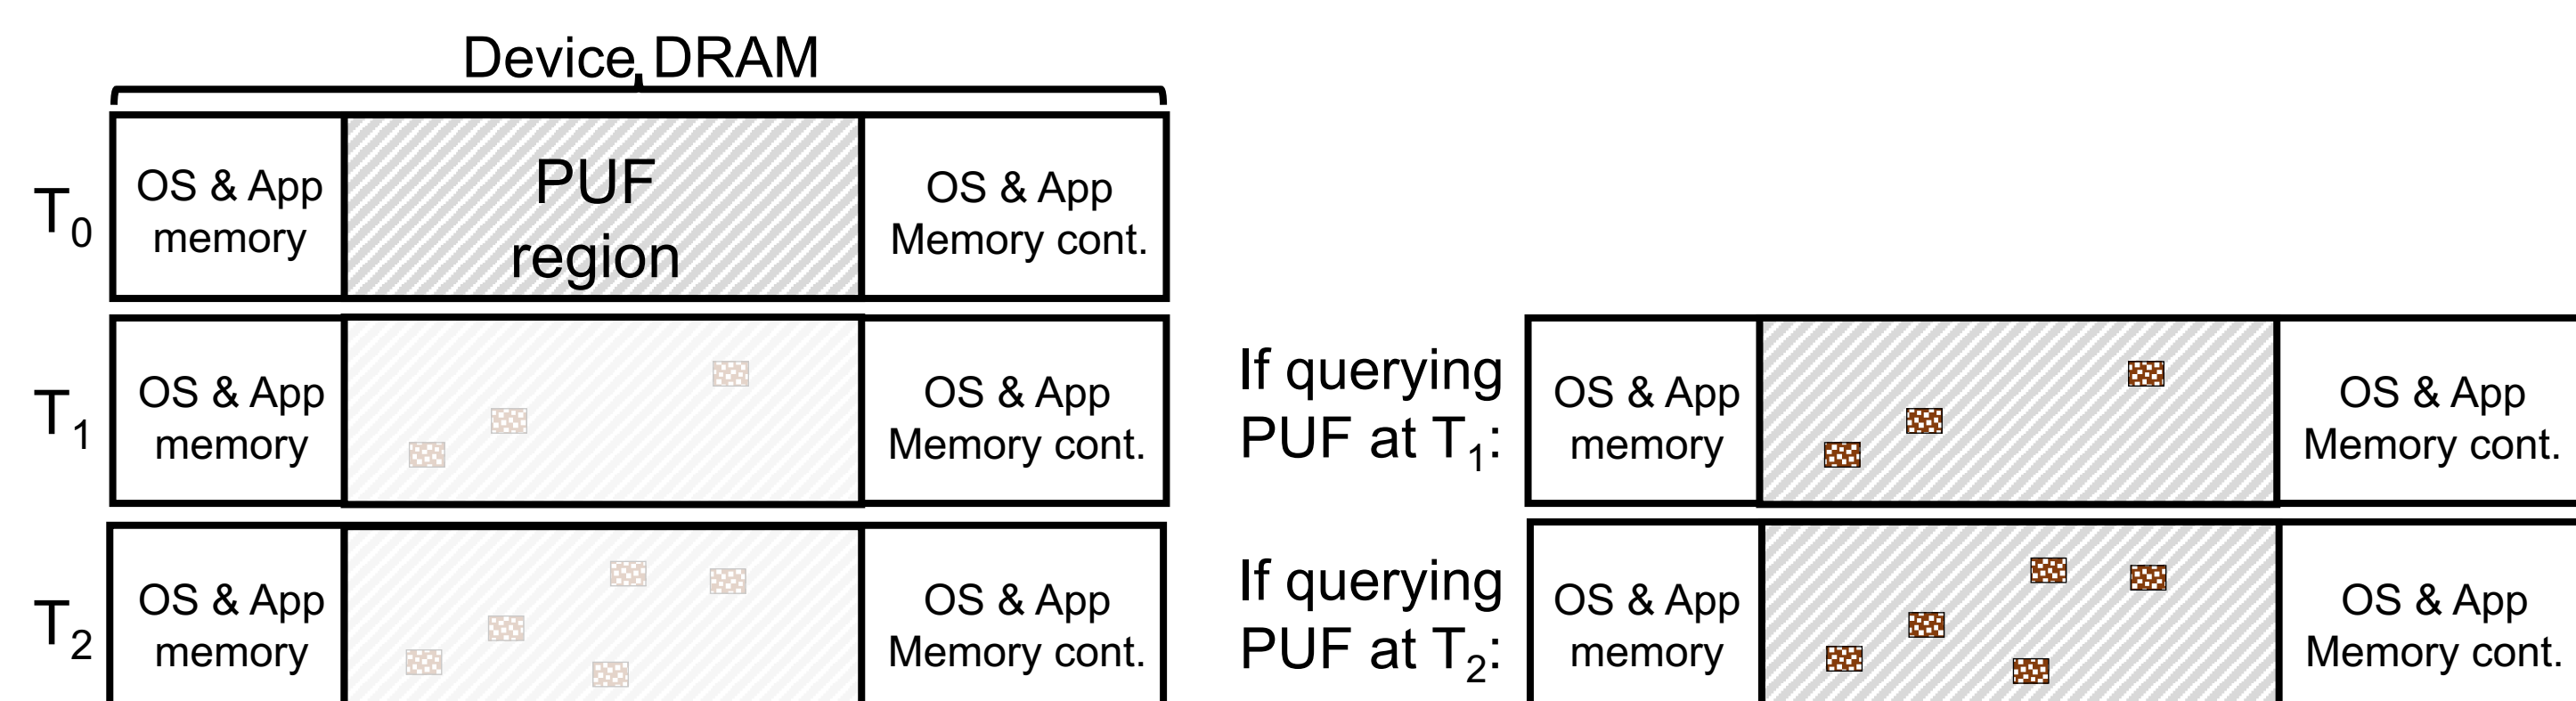 Device DRAM
T0
OS & App
memory
PUF
region
OS & App
Memory cont.
T1
OS & App
memory
OS & App
Memory cont.
If querying
PUF at T1:
OS & App
memory
OS & App
Memory cont.
T2
OS & App
memory
OS & App
Memory cont.
If querying
PUF at T2:
OS & App
memory
OS & App
Memory cont.